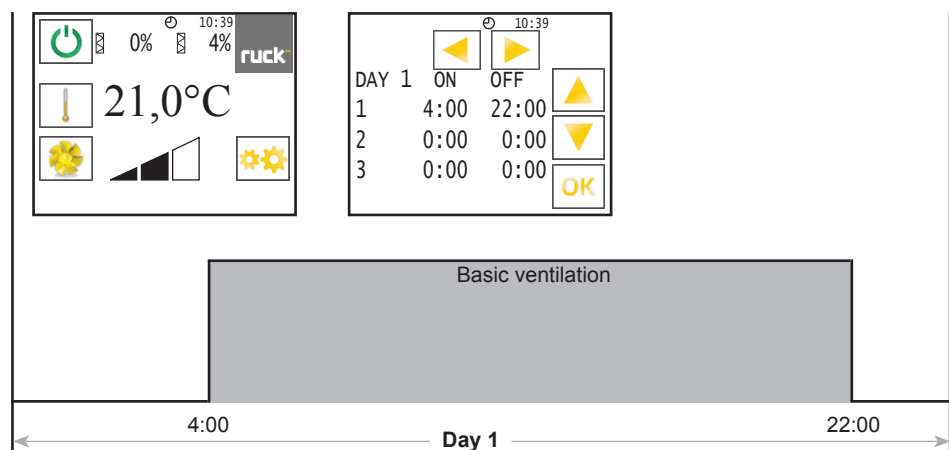 10:39
0% 4%
ruck
21,0°C
10:39
DAY 1 ON OFF
1 4:00 22:00
2 0:00 0:00
3 0:00 0:00
OK
Basic ventilation
4:00 22:00
Day 1